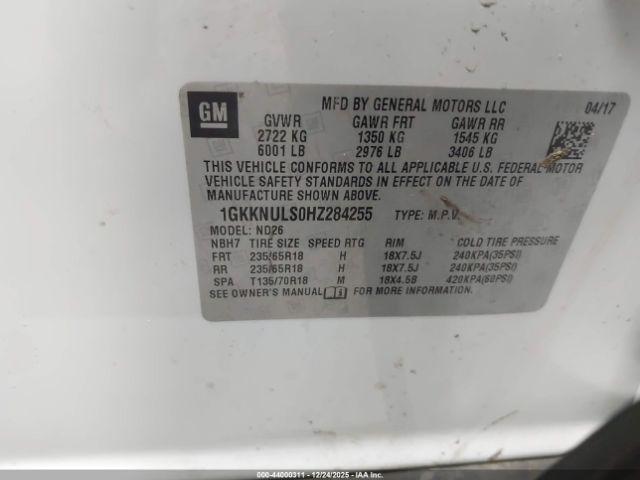 GM
MFD BY GENERAL MOTORS LLC 04/17
GVWR GAWR FRT GAWR RR
2722 KG 1350 KG 1545 KG
6001 LB 2976 LB 3406 LB
THIS VEHICLE CONFORMS TO ALL APPLICABLE U.S. FEDERAL MOTOR
VEHICLE SAFETY STANDARDS IN EFFECT ON THE DATE OF
MANUFACTURE SHOWN ABOVE.
1GKKNULS0HZ284255 TYPE: M.P.V.
MODEL: ND26
NBH7 TIRE SIZE SPEED RTG RIM COLD TIRE PRESSURE
FRT 235/65R18 H 18X7.5J 240KPA(35PSI)
RR 235/65R18 H 18X7.5J 240KPA(35PSI)
SPA T135/70R18 M 18X4.5B 420KPA(60PSI)
SEE OWNER'S MANUAL FOR MORE INFORMATION.
000-44000311 - 12/24/2025 - IAA Inc.